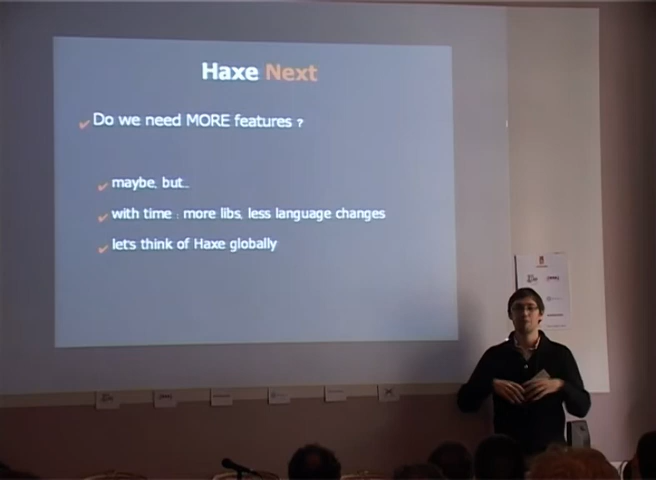 Haxe Next
Do we need MORE features ?
maybe, but..
with time : more libs, less language changes
let's think of Haxe globally